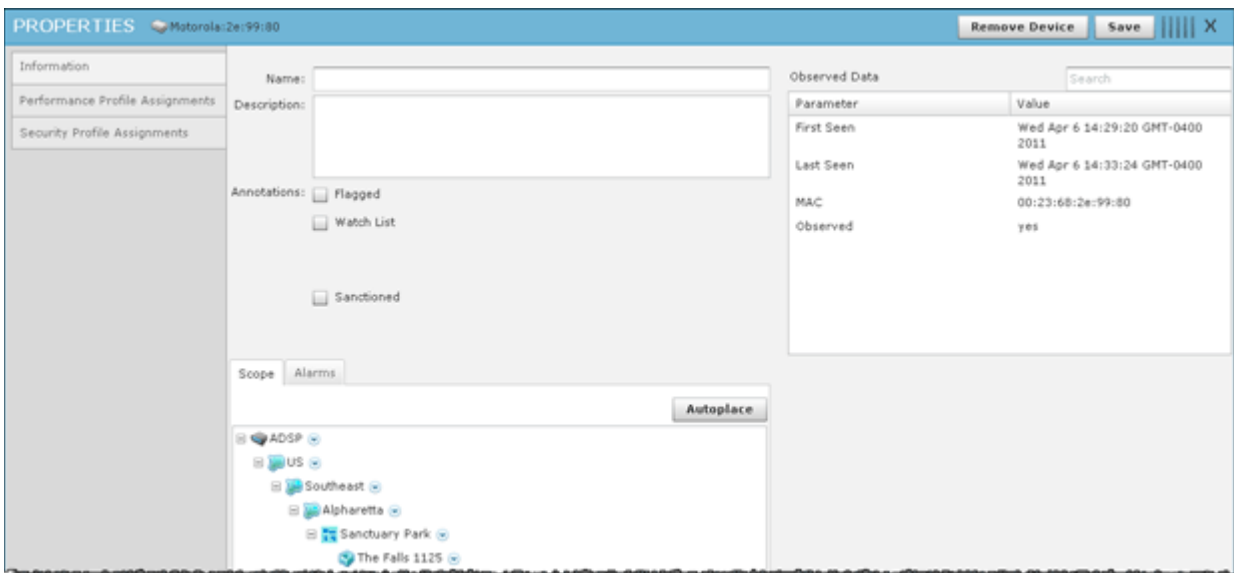 PROPERTIES Motorola:2e:99:80 Remove Device Save X
Information
Performance Profile Assignments
Security Profile Assignments
Name:
Description:
Annotations: Flagged
Watch List
Sanctioned
Observed Data Search
Parameter Value
First Seen Wed Apr 6 14:29:20 GMT-0400
2011
Last Seen Wed Apr 6 14:33:24 GMT-0400
2011
MAC 00:23:68:2e:99:80
Observed yes
Scope Alarms
Autoplace
ADSP
US
Southeast
Alpharetta
Sanctuary Park
The Falls 1125